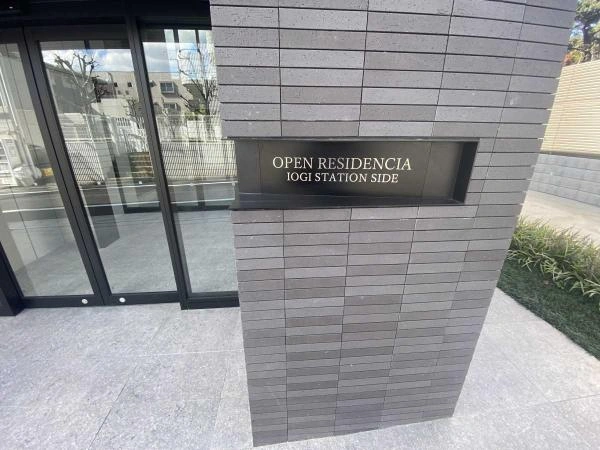 OPEN RESIDENCIA
IOGI STATION SIDE